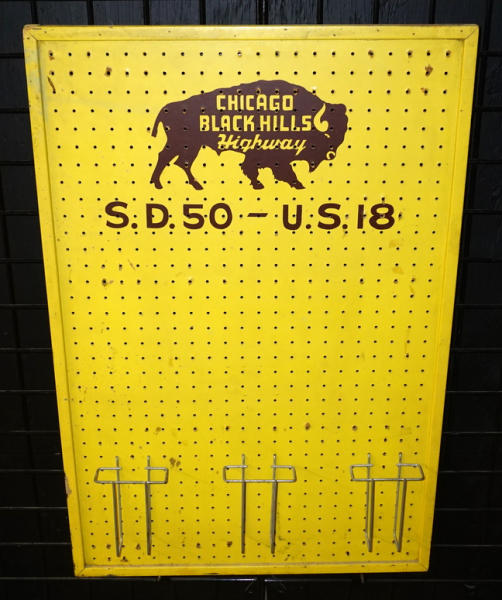 CHICAGO
BLACK HILLS
Highway
S.D. 50 - U.S. 18